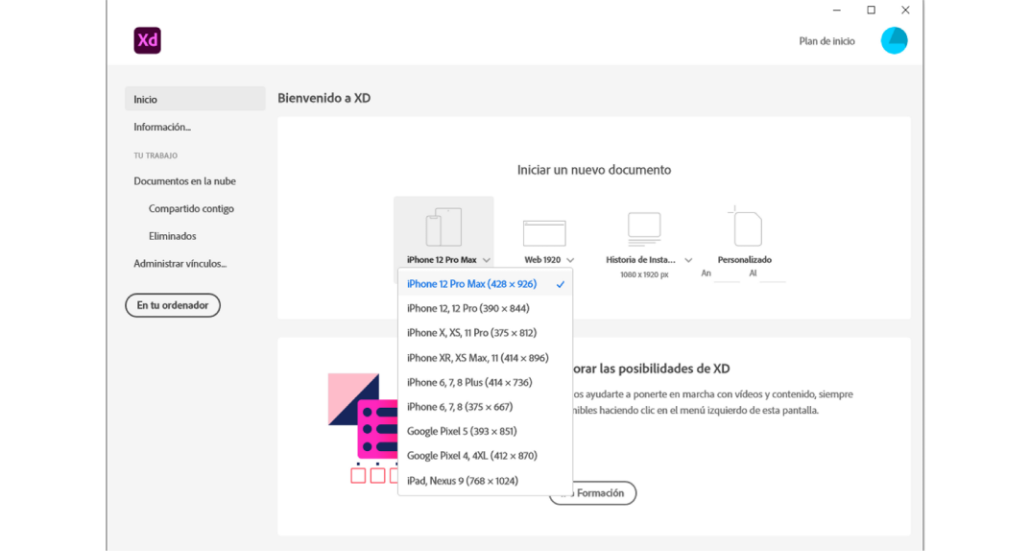 Xd
Plan de inicio
Inicio
Información...
TU TRABAJO
Documentos en la nube
Compartido contigo
Eliminados
Administrar vínculos...
En tu ordenador
Bienvenido a XD
Iniciar un nuevo documento
iPhone 12 Pro Max
Web 1920
Historia de Insta...
1080 x 1920 px
Personalizado
An
Al
iPhone 12 Pro Max (428 × 926)
iPhone 12, 12 Pro (390 × 844)
iPhone X, XS, 11 Pro (375 × 812)
iPhone XR, XS Max, 11 (414 × 896)
iPhone 6, 7, 8 Plus (414 × 736)
iPhone 6, 7, 8 (375 × 667)
Google Pixel 5 (393 × 851)
Google Pixel 4, 4XL (412 × 870)
iPad, Nexus 9 (768 × 1024)
orar las posibilidades de XD
os ayudarte a ponerte en marcha con vídeos y contenido, siempre
nibles haciendo clic en el menú izquierdo de esta pantalla.
Formación